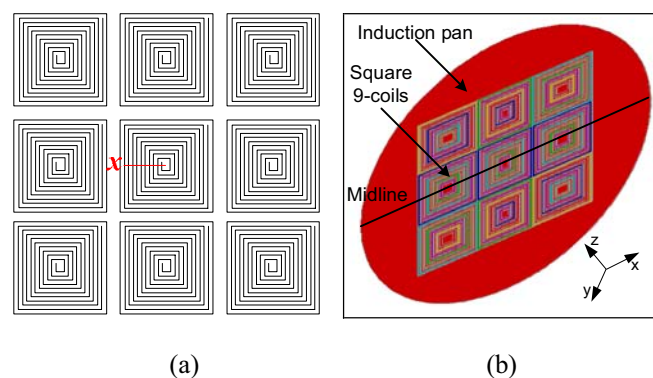 x
Induction pan
Square
9-coils
Midline
z
x
y
(a)
(b)